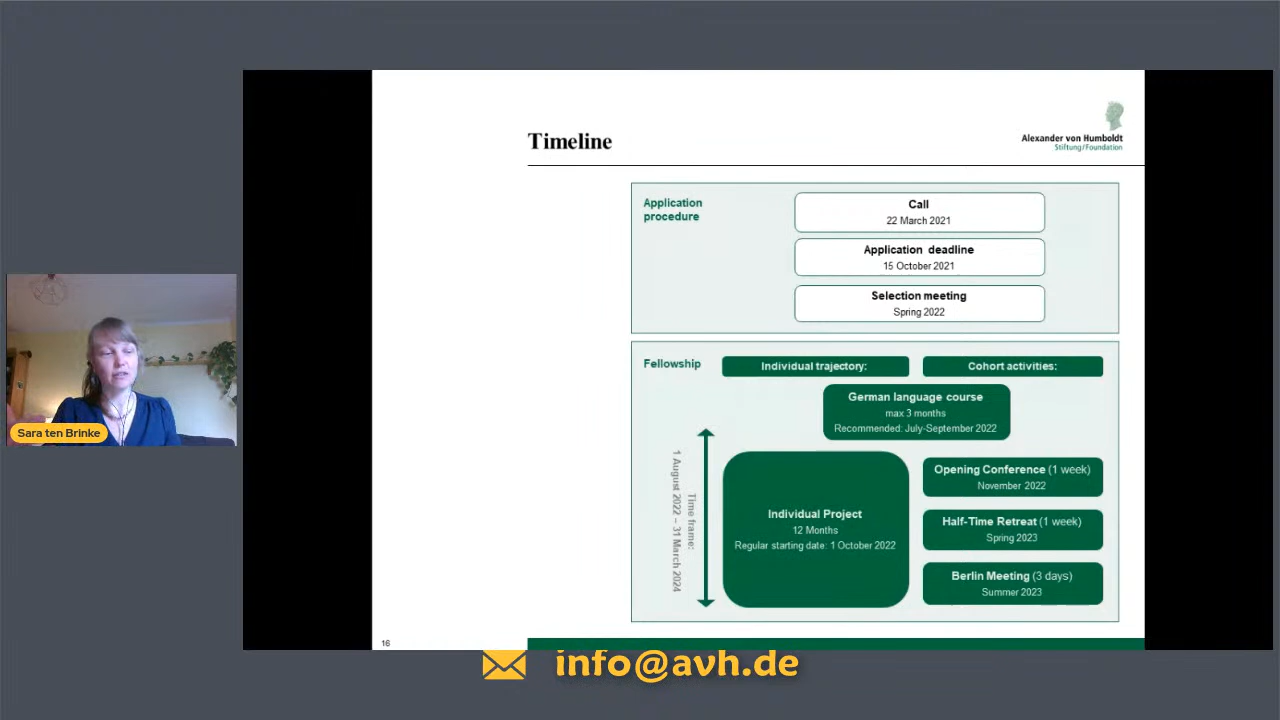 Timeline
Alexander von Humboldt
Stiftung/Foundation
Application
procedure
Call
22 March 2021
Application deadline
15 October 2021
Selection meeting
Spring 2022
Fellowship
Individual trajectory:
Cohort activities:
German language course
max 3 months
Recommended: July-September 2022
Time frame:
1 August 2022 – 31 March 2024
Individual Project
12 Months
Regular starting date: 1 October 2022
Opening Conference (1 week)
November 2022
Half-Time Retreat (1 week)
Spring 2023
Berlin Meeting (3 days)
Summer 2023
Sara ten Brinke
16
info@avh.de